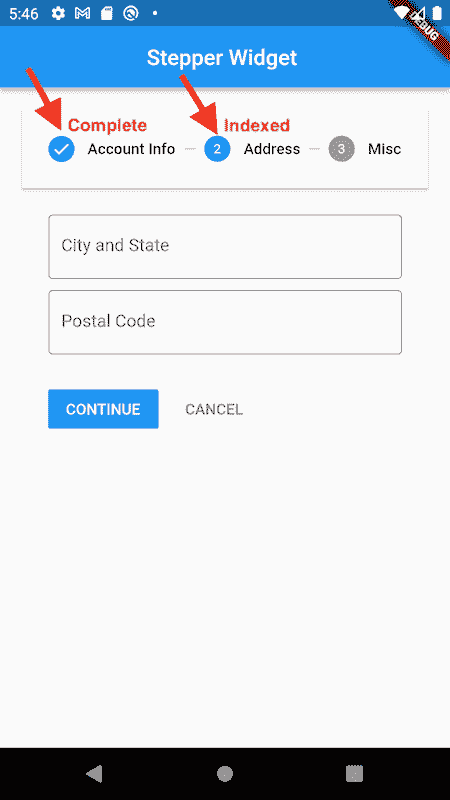 5:46
DEBUG
Stepper Widget
Complete
Indexed
Account Info
2 Address
3 Misc
City and State
Postal Code
CONTINUE
CANCEL